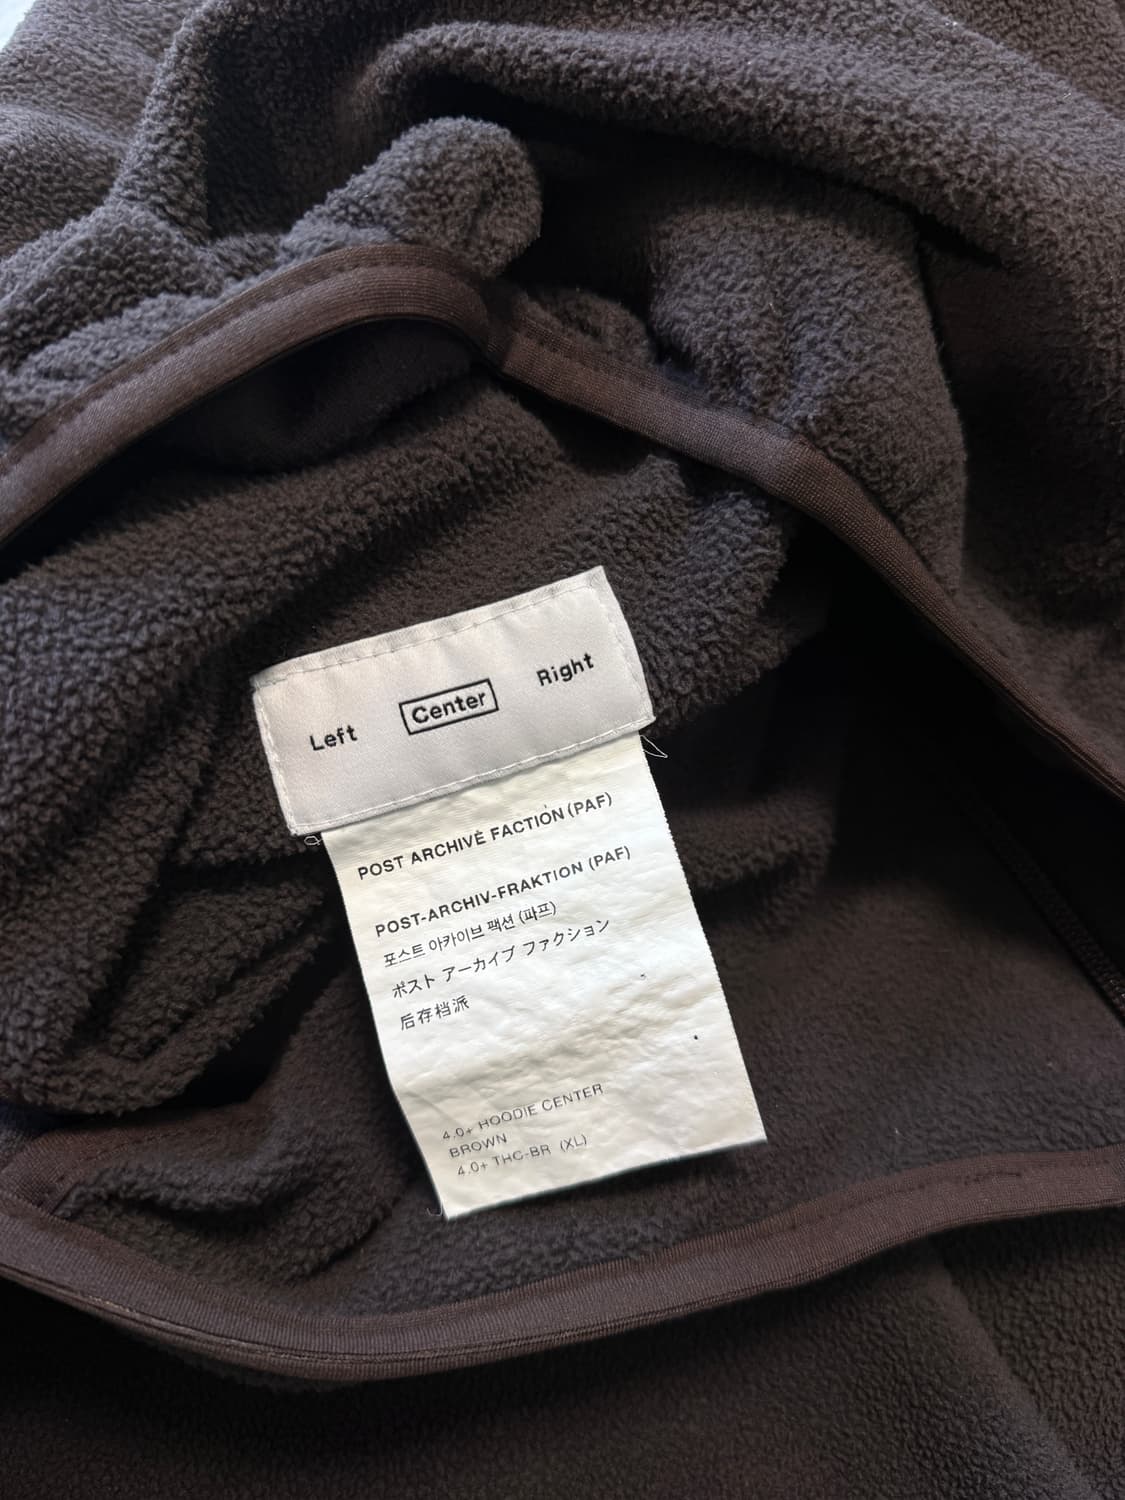 Left Center Right
POST ARCHIVE FACTION (PAF)
POST-ARCHIV-FRAKTION (PAF)
포스트 아카이브 팩션 (파프)
ポスト アーカイブ ファクション
后存档派
4.0+ HOODIE CENTER
BROWN
4.0+ THC-BR (XL)